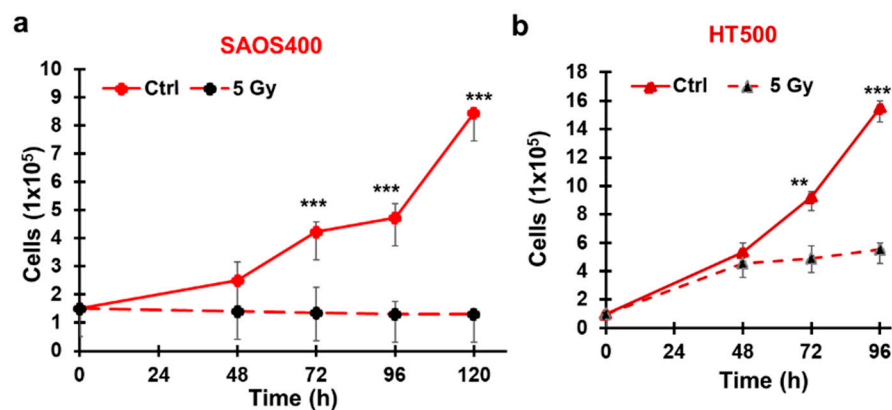 a
SAOS400
Ctrl 5 Gy
Cells (1x10⁵)
10
9
8
7
6
5
4
3
2
1
0
***
***
***
0 24 48 72 96 120
Time (h)
b
HT500
Ctrl 5 Gy
Cells (1x10⁵)
18
16
14
12
10
8
6
4
2
0
**
***
0 24 48 72 96
Time (h)